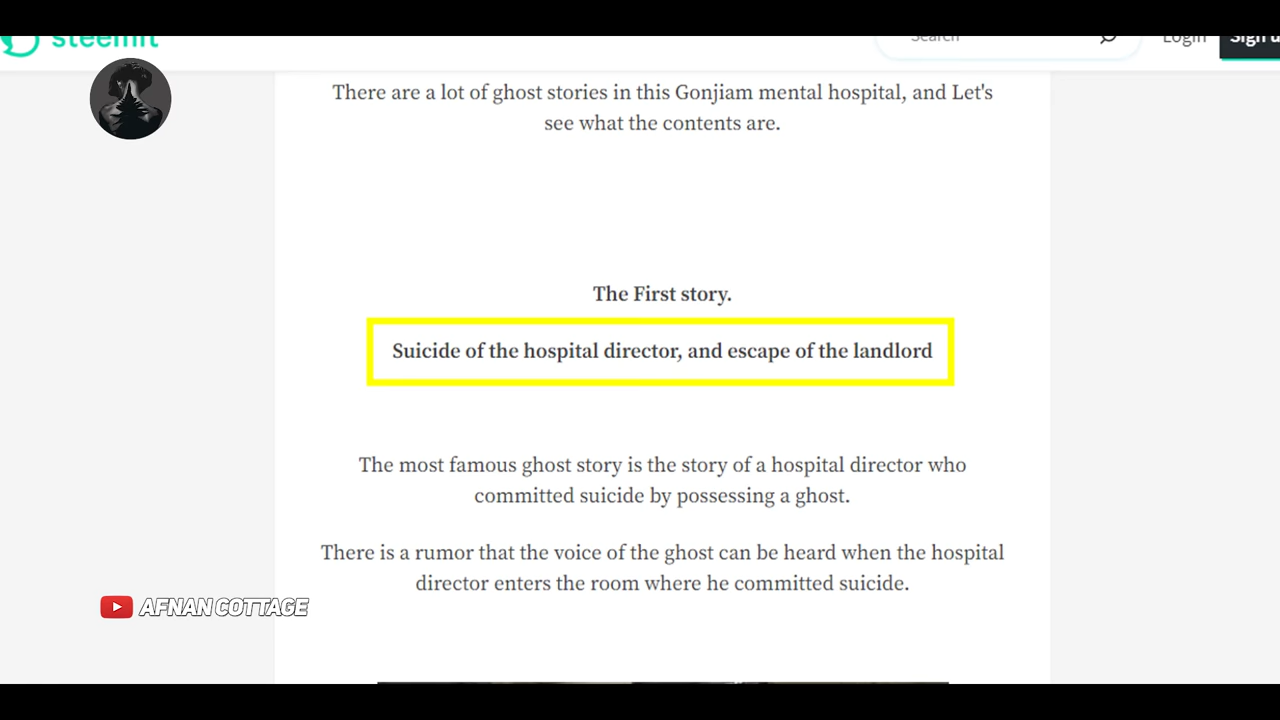 steemit
Search
Login
Sign u
There are a lot of ghost stories in this Gonjiam mental hospital, and Let's
see what the contents are.
The First story.
Suicide of the hospital director, and escape of the landlord
The most famous ghost story is the story of a hospital director who
committed suicide by possessing a ghost.
There is a rumor that the voice of the ghost can be heard when the hospital
director enters the room where he committed suicide.
AFNAN COTTAGE